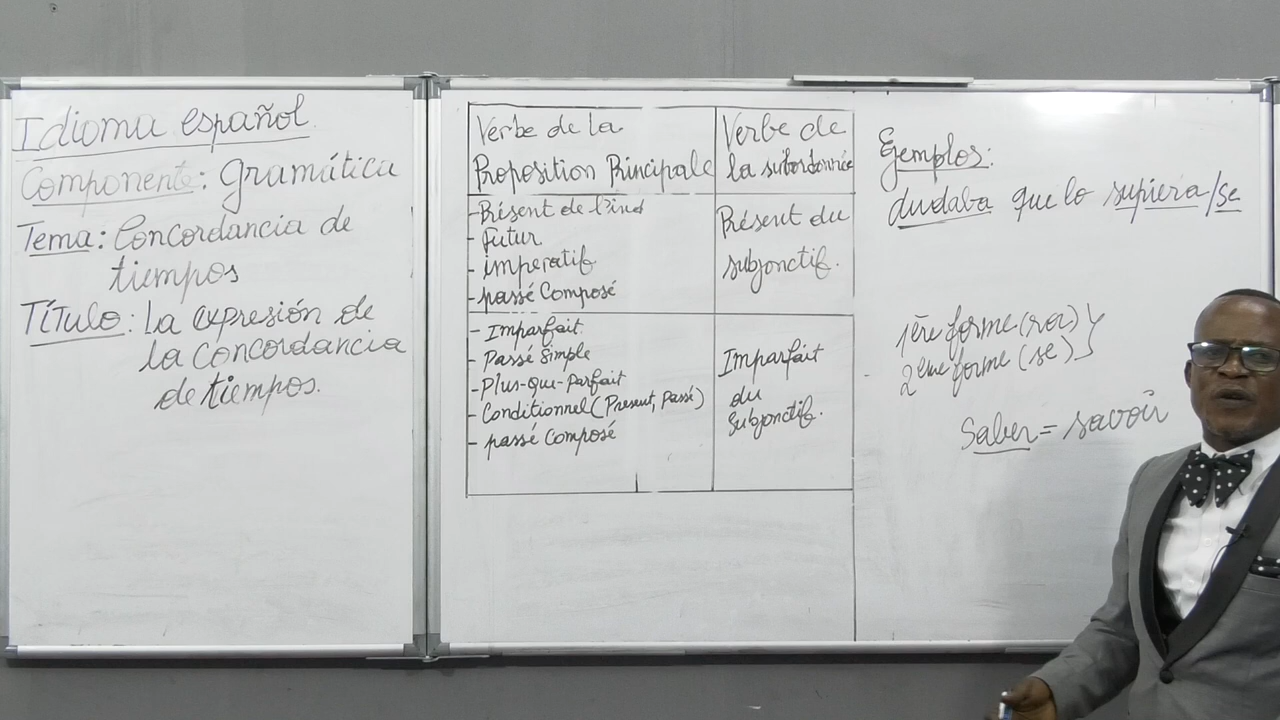 Idioma español
Componente: gramática
Tema: Concordancia de
tiempos
Título: La expresión de
la concordancia
de tiempos.
Verbe de la
Proposition Principale
Verbe de
la subordonnée
- Présent de l'ind
- Futur
- impératif
- passé Composé
Présent du
subjonctif.
- Imparfait
- Passé Simple
- Plus-que-Parfait
- Conditionnel (Présent, Passé)
- passé Composé
Imparfait
du
Subjonctif.
Ejemplos:
dudaba que lo supiera/se
1ère forme (ra)
2ème forme (se)
Saber = savoir